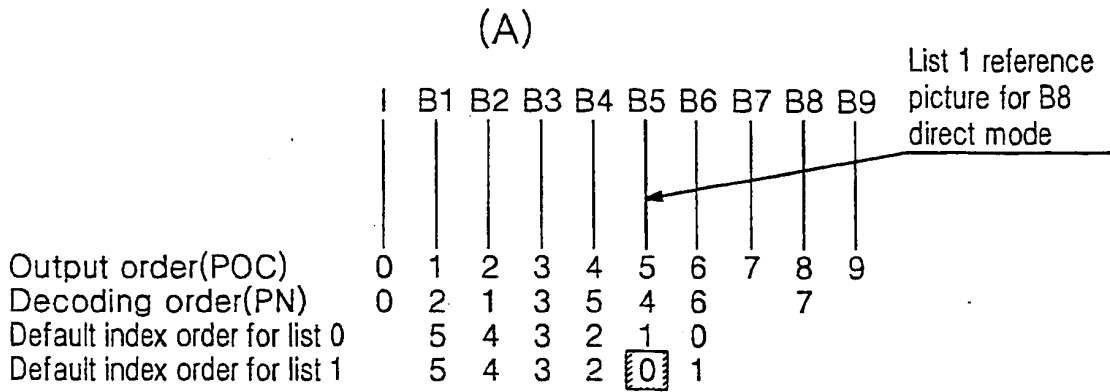 (A)
List 1 reference
picture for B8
direct mode
I B1 B2 B3 B4 B5 B6 B7 B8 B9
Output order(POC) 0 1 2 3 4 5 6 7 8 9
Decoding order(PN) 0 2 1 3 5 4 6 7
Default index order for list 0 5 4 3 2 1 0
Default index order for list 1 5 4 3 2 0 1